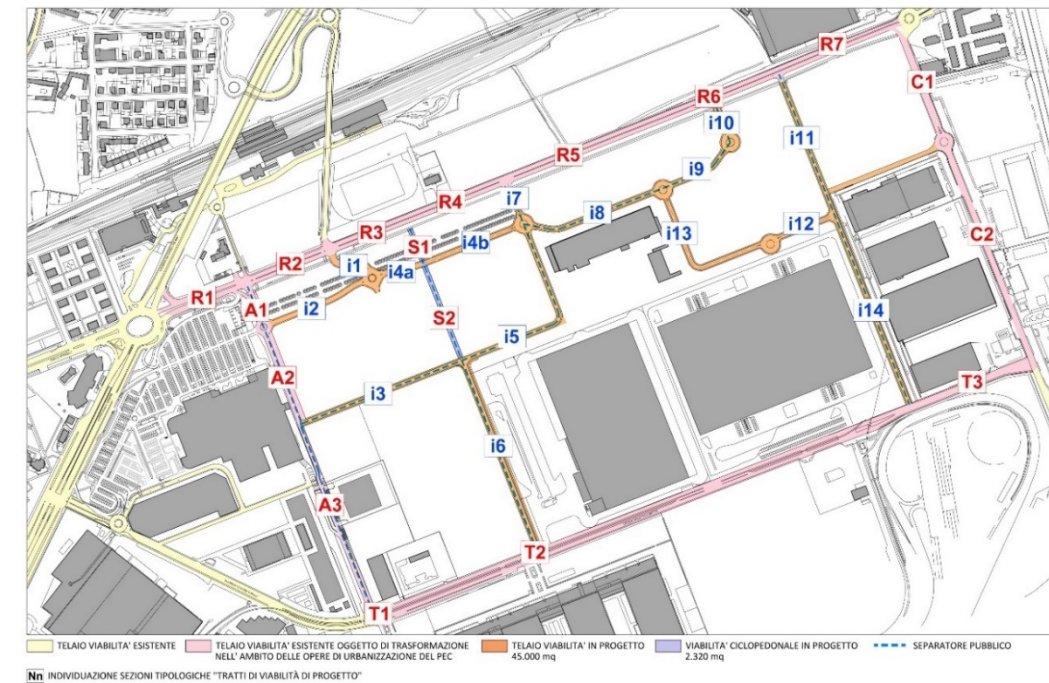 R7
C1
R6
i10
i11
R5
i9
R4
i7
i8
R3
S1
i4b
i13
i12
C2
R2
i1
i4a
R1
A1
i2
S2
i14
i5
A2
i3
T3
i6
A3
T2
T1
TELAIO VIABILITA' ESISTENTE
TELAIO VIABILITA' ESISTENTE OGGETTO DI TRASFORMAZIONE
NELL' AMBITO DELLE OPERE DI URBANIZZAZIONE DEL PEC
TELAIO VIABILITA' IN PROGETTO
45.000 mq
VIABILITA' CICLOPEDONALE IN PROGETTO
2.320 mq
SEPARATORE PUBBLICO
Nn INDIVIDUAZIONE SEZIONI TIPOLOGICHE "TRATTI DI VIABILITÀ DI PROGETTO"